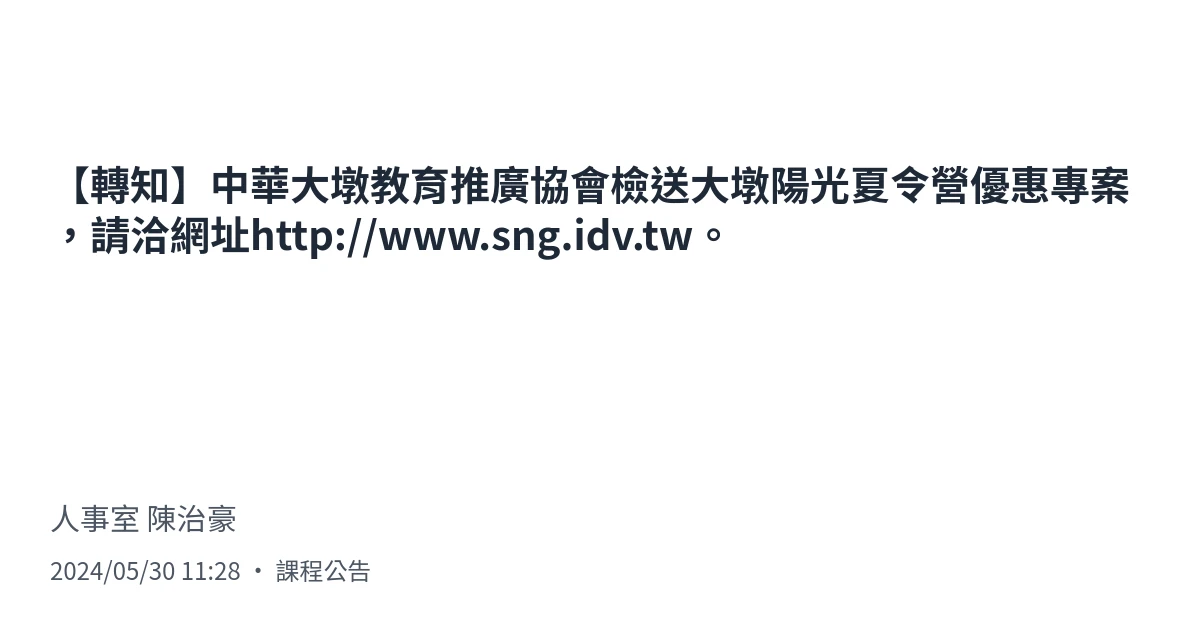 【轉知】中華大墩教育推廣協會檢送大墩陽光夏令營優惠專案
，請洽網址http://www.sng.idv.tw。
人事室 陳治豪
2024/05/30 11:28 ・ 課程公告